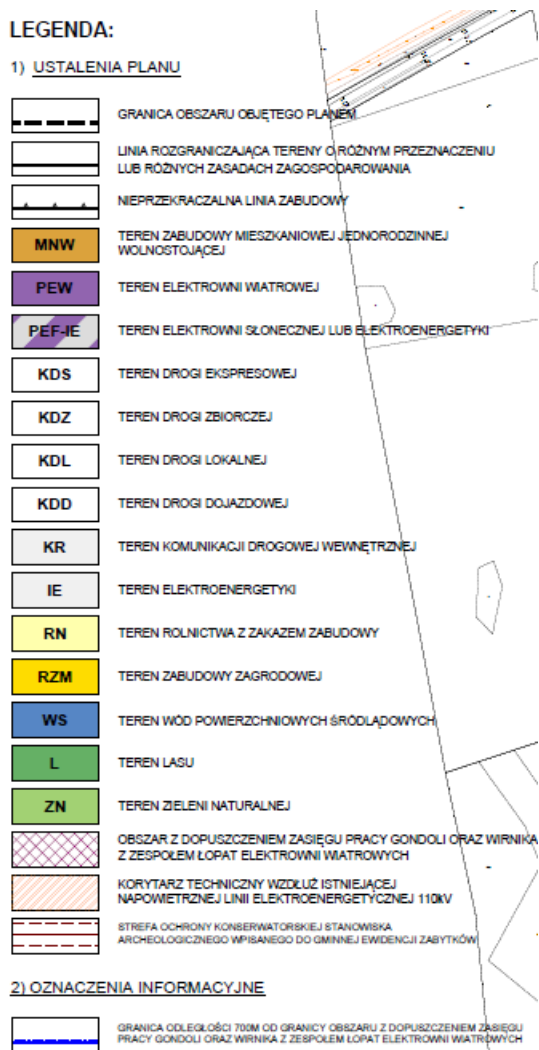 LEGENDA:
1) USTALENIA PLANU
GRANICA OBSZARU OBJĘTEGO PLANEM
LINIA ROZGRANICZAJĄCA TERENY O RÓŻNYM PRZEZNACZENIU
LUB RÓŻNYCH ZASADACH ZAGOSPODAROWANIA
NIEPRZEKRACZALNA LINIA ZABUDOWY
MNW TEREN ZABUDOWY MIESZKANIOWEJ JEDNORODZINNEJ
WOLNOSTOJĄCEJ
PEW TEREN ELEKTROWNI WIATROWEJ
PEF-IE TEREN ELEKTROWNI SŁONECZNEJ LUB ELEKTROENERGETYKI
KDS TEREN DROGI EKSPRESOWEJ
KDZ TEREN DROGI ZBIORCZEJ
KDL TEREN DROGI LOKALNEJ
KDD TEREN DROGI DOJAZDOWEJ
KR TEREN KOMUNIKACJI DROGOWEJ WEWNĘTRZNEJ
IE TEREN ELEKTROENERGETYKI
RN TEREN ROLNICTWA Z ZAKAZEM ZABUDOWY
RZM TEREN ZABUDOWY ZAGRODOWEJ
WS TEREN WÓD POWIERZCHNIOWYCH ŚRÓDLĄDOWYCH
L TEREN LASU
ZN TEREN ZIELENI NATURALNEJ
OBSZAR Z DOPUSZCZENIEM ZASIĘGU PRACY GONDOLI ORAZ WIRNIKA
Z ZESPOŁEM ŁOPAT ELEKTROWNI WIATROWYCH
KORYTARZ TECHNICZNY WZDŁUŻ ISTNIEJĄCEJ
NAPOWIETRZNEJ LINII ELEKTROENERGETYCZNEJ 110kV
STREFA OCHRONY KONSERWATORSKIEJ STANOWISKA
ARCHEOLOGICZNEGO WPISANEGO DO GMINNEJ EWIDENCJI ZABYTKÓW
2) OZNACZENIA INFORMACYJNE
GRANICA ODLEGŁOŚCI 700M OD GRANICY OBSZARU Z DOPUSZCZENIEM ZASIĘGU
PRACY GONDOLI ORAZ WIRNIKA Z ZESPOŁEM ŁOPAT ELEKTROWNI WIATROWYCH